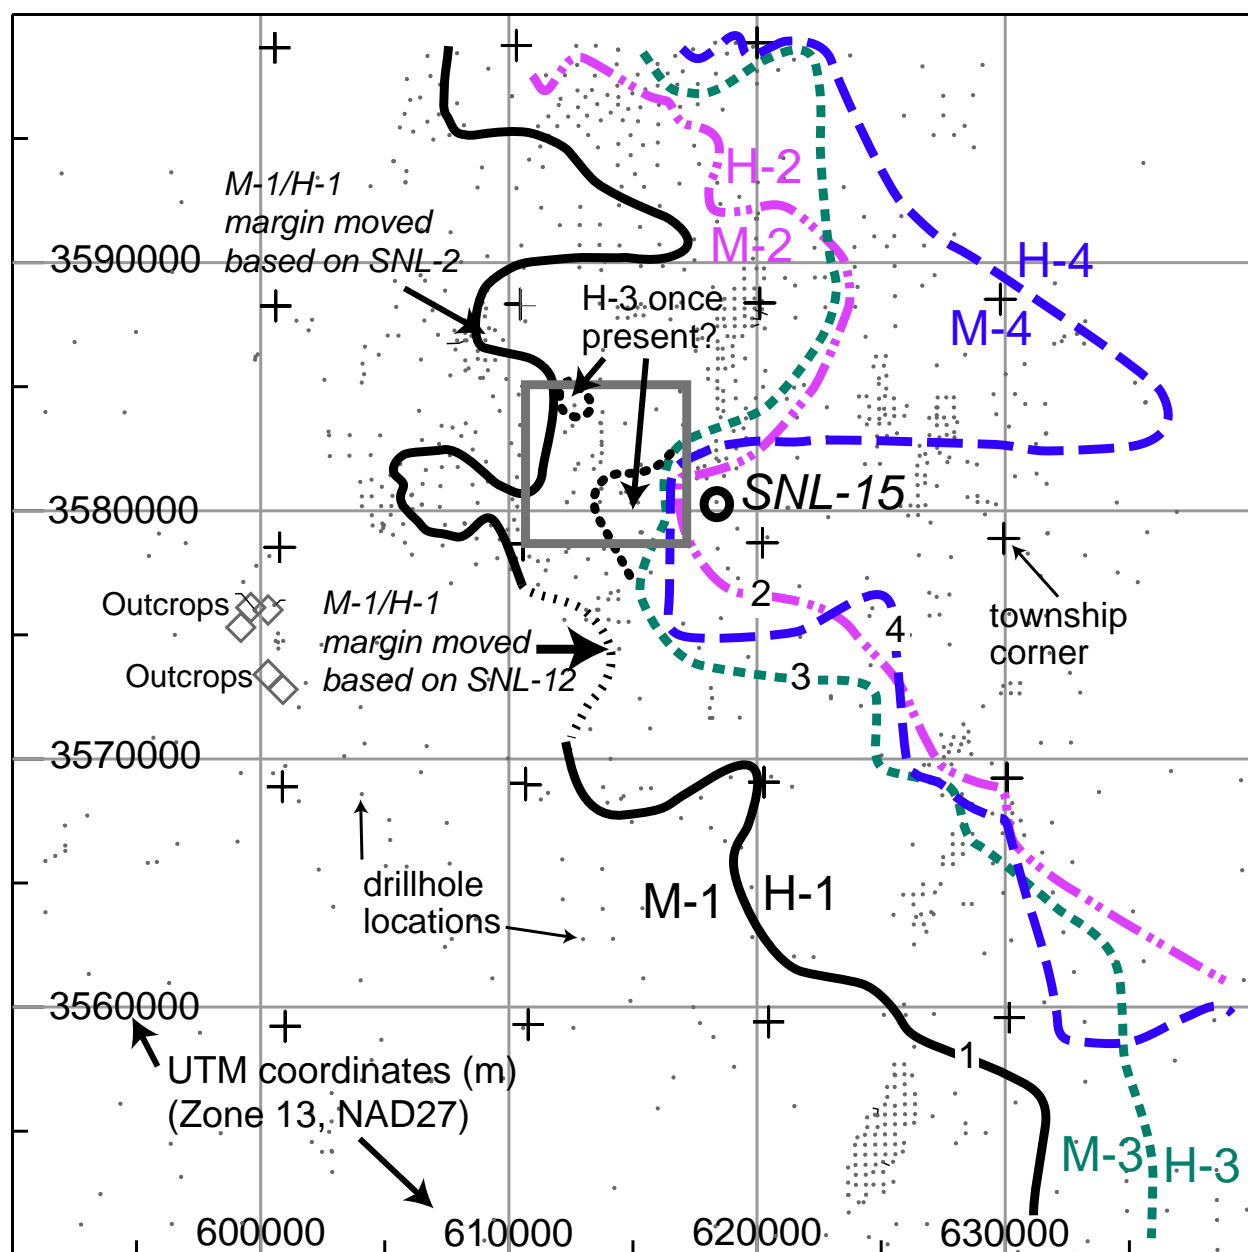 M-1/H-1
margin moved
based on SNL-2
H-2
M-2
3590000
H-4
M-4
H-3 once
present?
SNL-15
3580000
Outcrops
M-1/H-1
margin moved
based on SNL-12
2
4
township
corner
Outcrops
3
3570000
drillhole
locations
M-1 H-1
3560000
1
UTM coordinates (m)
(Zone 13, NAD27)
M-3 H-3
600000 610000 620000 630000